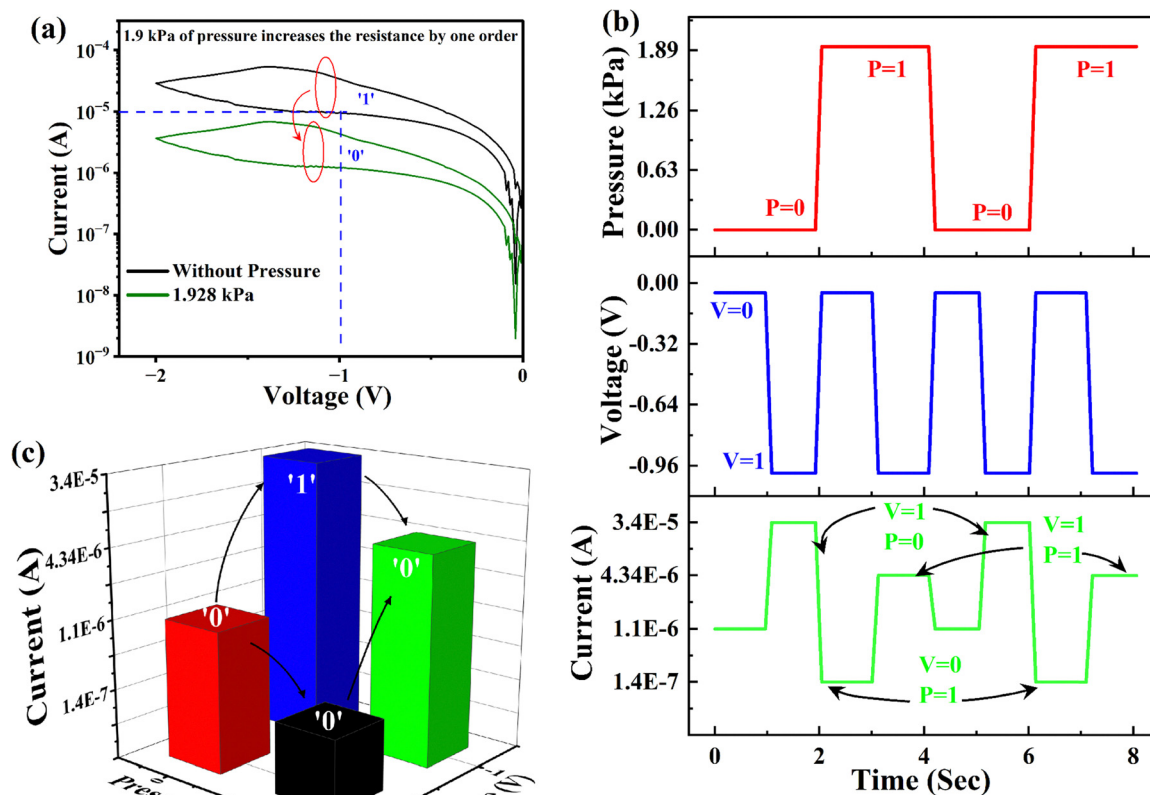 (a)
1.9 kPa of pressure increases the resistance by one order
10⁻⁴
10⁻⁵
10⁻⁶
10⁻⁷
10⁻⁸
10⁻⁹
Current (A)
'1'
'0'
Without Pressure
1.928 kPa
−2
−1
0
Voltage (V)
(b)
1.89
1.26
0.63
0.00
Pressure (kPa)
P=1
P=1
P=0
P=0
0.00
-0.32
-0.64
-0.96
Voltage (V)
V=0
V=1
3.4E-5
4.34E-6
1.1E-6
1.4E-7
Current (A)
V=1
P=0
V=1
P=1
V=0
P=1
0
2
4
6
8
Time (Sec)
(c)
3.4E-5
4.34E-6
1.1E-6
1.4E-7
Current (A)
'1'
'0'
'0'
'0'
0
-1